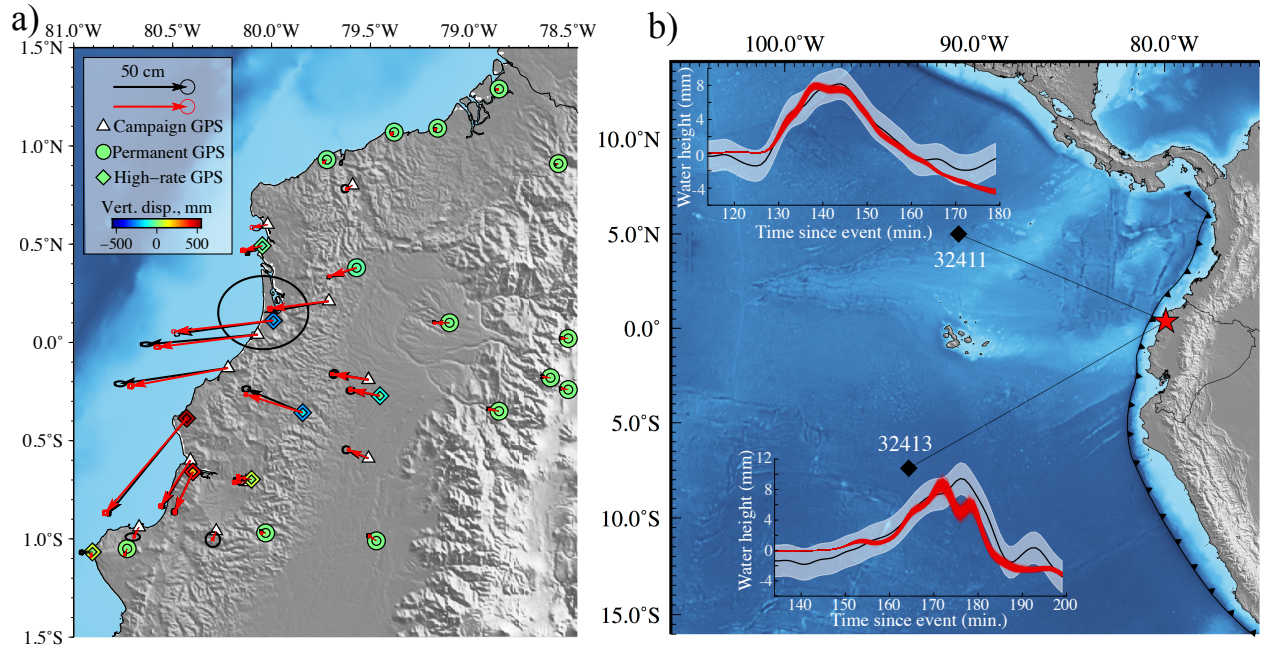 a)
81.0°W 80.5°W 80.0°W 79.5°W 79.0°W 78.5°W
1.5°N
1.0°N
0.5°N
0.0°
0.5°S
1.0°S
1.5°S
50 cm
Campaign GPS
Permanent GPS
High−rate GPS
Vert. disp., mm
−500 0 500
b)
100.0°W 90.0°W 80.0°W
10.0°N
5.0°N
0.0°
5.0°S
10.0°S
15.0°S
Water height (mm)
8
4
0
-4
120 130 140 150 160 170 180
Time since event (min.)
32411
32413
Water height (mm)
12
8
4
0
-4
140 150 160 170 180 190 200
Time since event (min.)